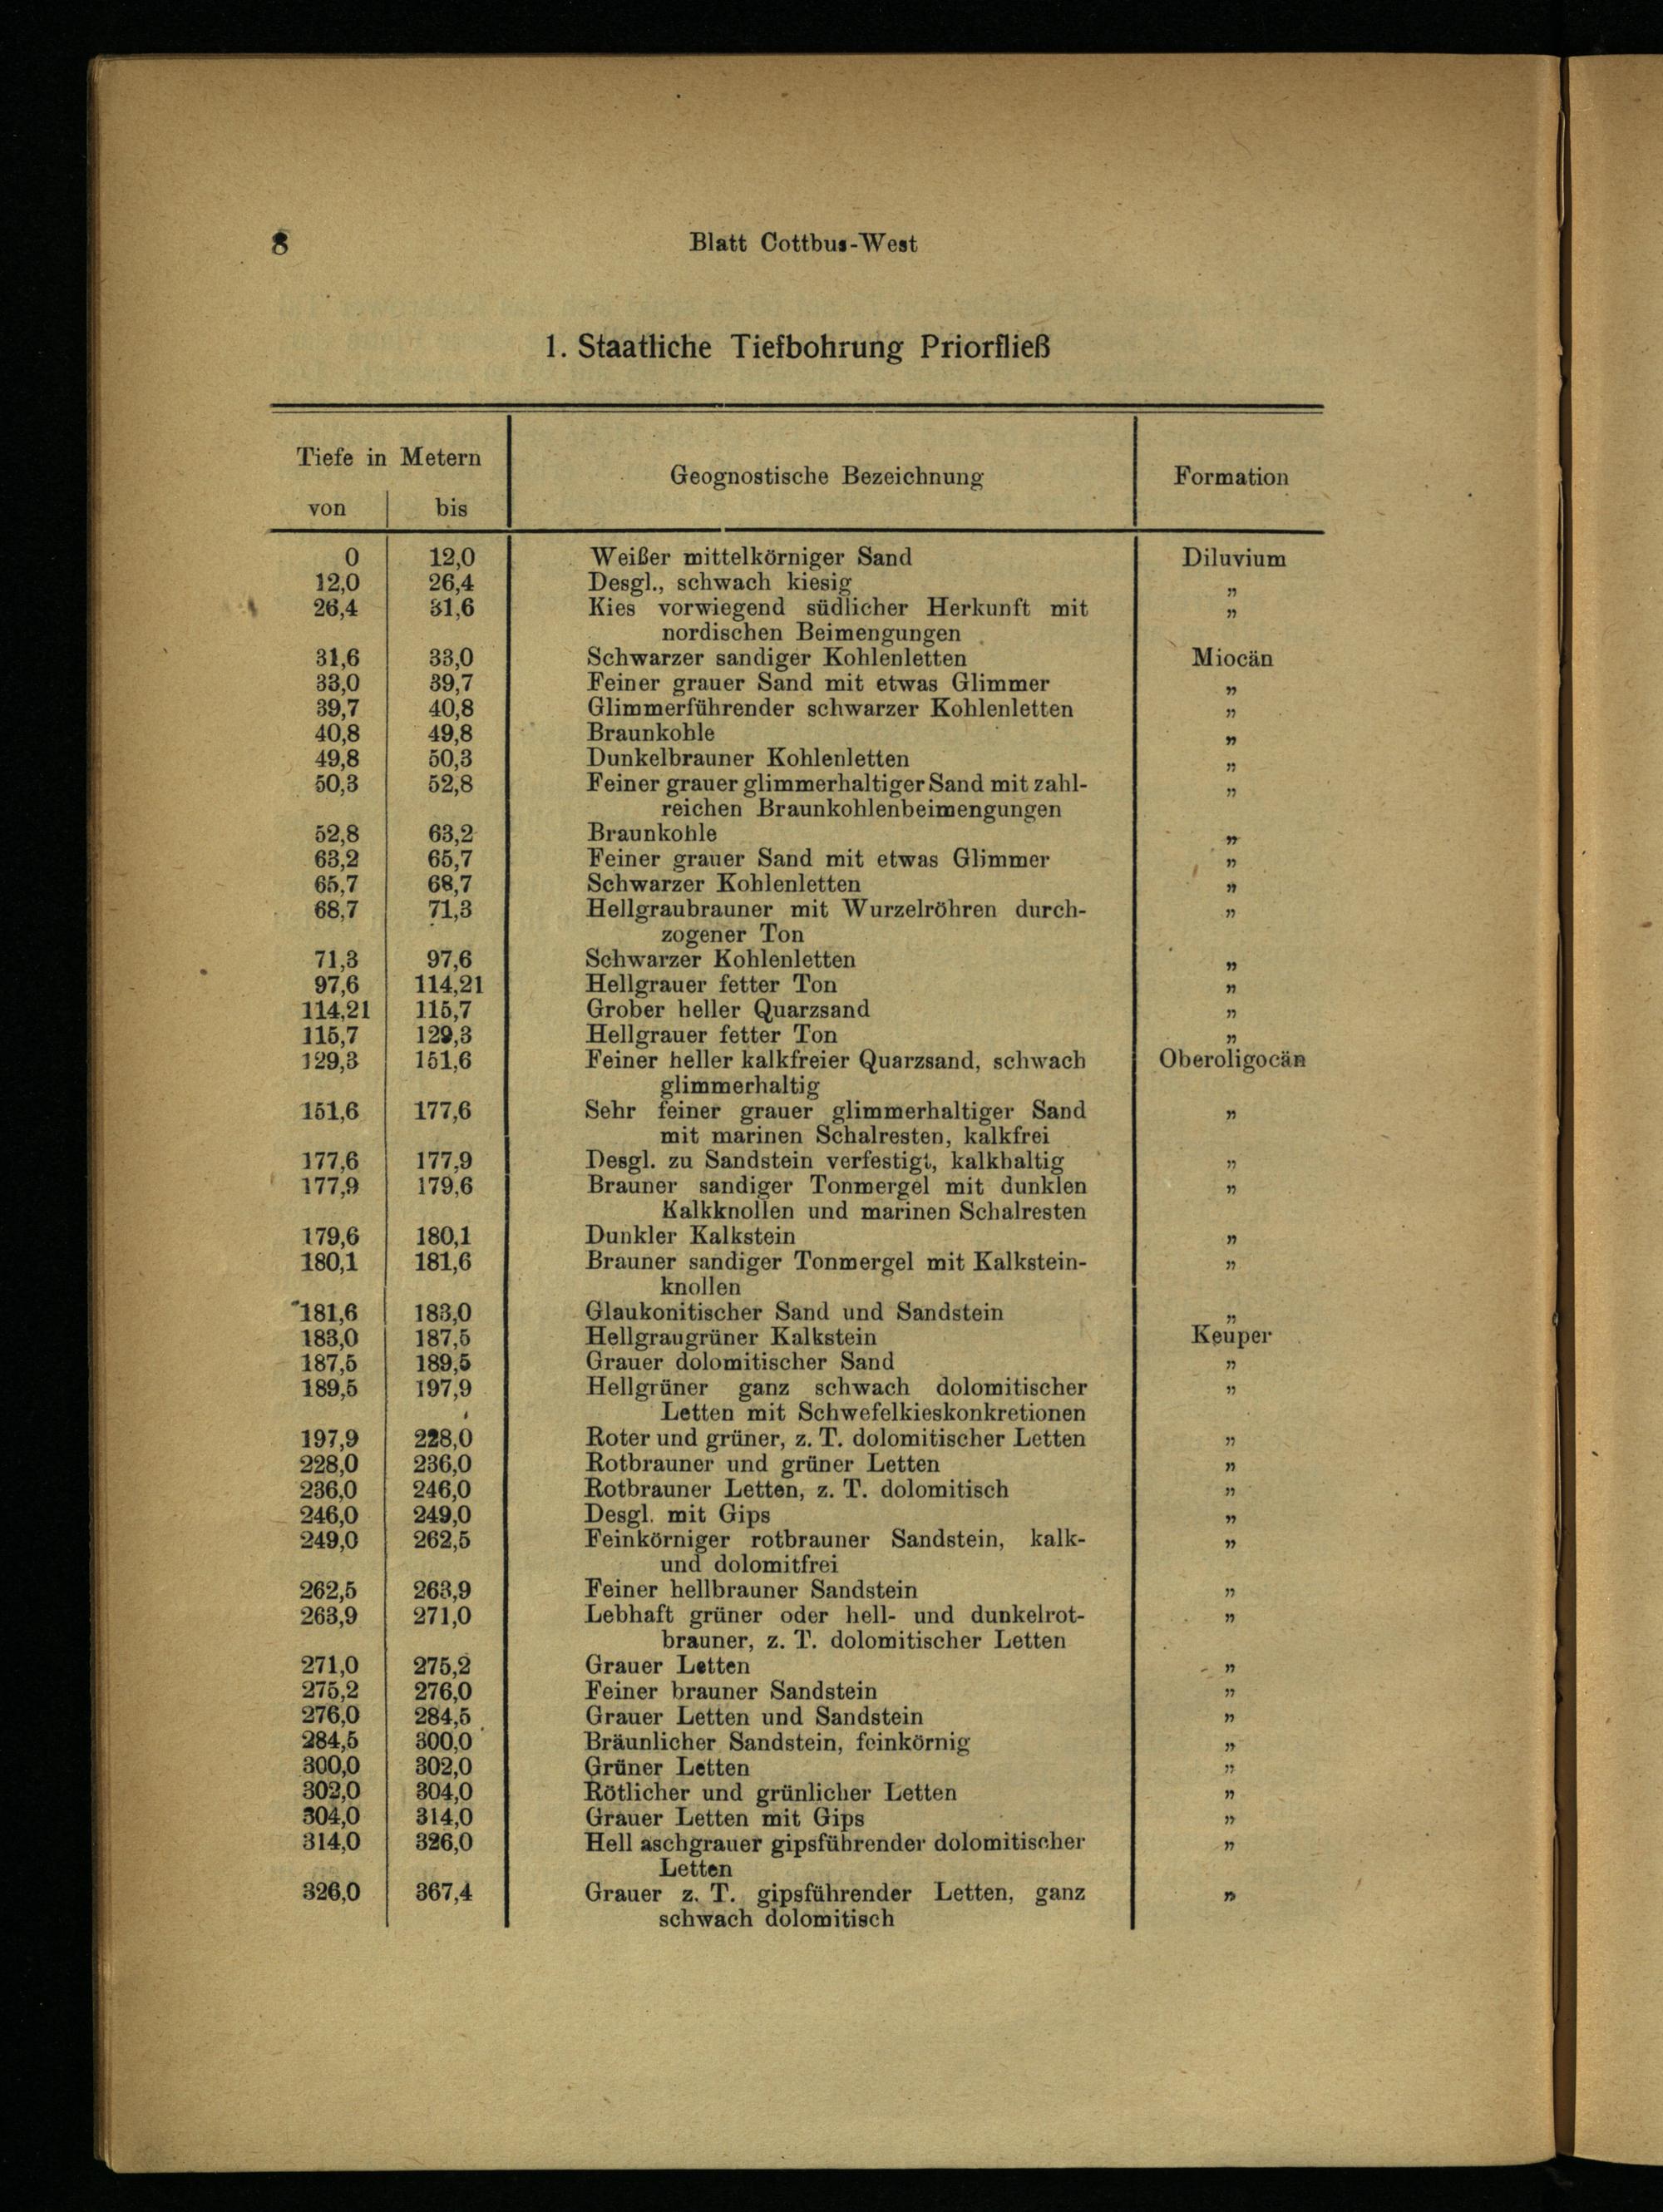 8 Blatt Cottbus-West
1. Staatliche Tiefbohrung Priorfließ
Tiefe in Metern
von bis Geognostische Bezeichnung Formation
0 12,0 Weißer mittelkörniger Sand Diluvium
12,0 26,4 Desgl., schwach kiesig „
26,4 31,6 Kies vorwiegend südlicher Herkunft mit „
nordischen Beimengungen
31,6 33,0 Schwarzer sandiger Kohlenletten Miocän
33,0 39,7 Feiner grauer Sand mit etwas Glimmer „
39,7 40,8 Glimmerführender schwarzer Kohlenletten „
40,8 49,8 Braunkohle „
49,8 50,3 Dunkelbrauner Kohlenletten „
50,3 52,8 Feiner grauer glimmerhaltiger Sand mit zahl- „
reichen Braunkohlenbeimengungen
52,8 63,2 Braunkohle „
63,2 65,7 Feiner grauer Sand mit etwas Glimmer „
65,7 68,7 Schwarzer Kohlenletten „
68,7 71,3 Hellgraubrauner mit Wurzelröhren durch- „
zogener Ton
71,3 97,6 Schwarzer Kohlenletten „
97,6 114,21 Hellgrauer fetter Ton „
114,21 115,7 Grober heller Quarzsand „
115,7 129,3 Hellgrauer fetter Ton „
129,3 151,6 Feiner heller kalkfreier Quarzsand, schwach Oberoligocän
glimmerhaltig
151,6 177,6 Sehr feiner grauer glimmerhaltiger Sand „
mit marinen Schalresten, kalkfrei
177,6 177,9 Desgl. zu Sandstein verfestigt, kalkhaltig „
177,9 179,6 Brauner sandiger Tonmergel mit dunklen „
Kalkknollen und marinen Schalresten
179,6 180,1 Dunkler Kalkstein „
180,1 181,6 Brauner sandiger Tonmergel mit Kalkstein- „
knollen
181,6 183,0 Glaukonitischer Sand und Sandstein „
183,0 187,5 Hellgraugrüner Kalkstein Keuper
187,5 189,5 Grauer dolomitischer Sand „
189,5 197,9 Hellgrüner ganz schwach dolomitischer „
Letten mit Schwefelkieskonkretionen
197,9 228,0 Roter und grüner, z. T. dolomitischer Letten „
228,0 236,0 Rotbrauner und grüner Letten „
236,0 246,0 Rotbrauner Letten, z. T. dolomitisch „
246,0 249,0 Desgl. mit Gips „
249,0 262,5 Feinkörniger rotbrauner Sandstein, kalk- „
und dolomitfrei
262,5 263,9 Feiner hellbrauner Sandstein „
263,9 271,0 Lebhaft grüner oder hell- und dunkelrot- „
brauner, z. T. dolomitischer Letten
271,0 275,2 Grauer Letten „
275,2 276,0 Feiner brauner Sandstein „
276,0 284,5 Grauer Letten und Sandstein „
284,5 300,0 Bräunlicher Sandstein, feinkörnig „
300,0 302,0 Grüner Letten „
302,0 304,0 Rötlicher und grünlicher Letten „
304,0 314,0 Grauer Letten mit Gips „
314,0 326,0 Hell aschgrauer gipsführender dolomitischer „
Letten
326,0 367,4 Grauer z. T. gipsführender Letten, ganz „
schwach dolomitisch